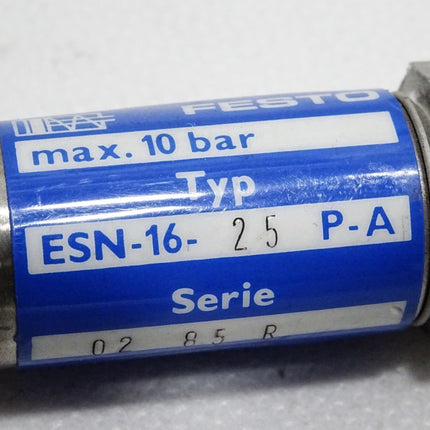 FESTO
max. 10 bar
Typ
ESN-16- 25 P-A
Serie
02 85 R